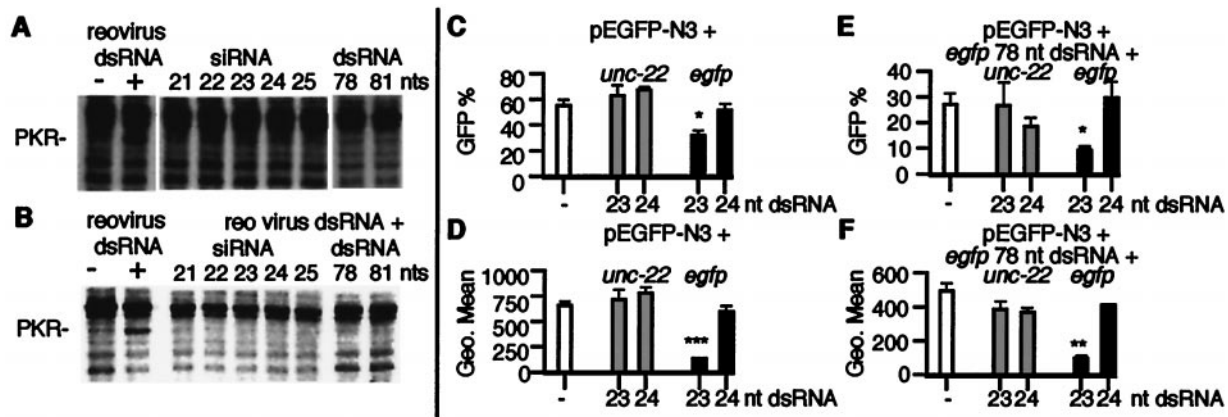 A
reovirus
dsRNA siRNA dsRNA
- + 21 22 23 24 25 78 81 nts
PKR-
B
reovirus reo virus dsRNA +
dsRNA siRNA dsRNA
- + 21 22 23 24 25 78 81 nts
PKR-
C
pEGFP-N3 +
unc-22 egfp
GFP %
80
60
40
20
0
*
- 23 24 23 24 nt dsRNA
D
pEGFP-N3 +
unc-22 egfp
Geo. Mean
1000
750
500
250
0
***
- 23 24 23 24 nt dsRNA
E
pEGFP-N3 +
egfp 78 nt dsRNA +
unc-22 egfp
GFP %
40
30
20
10
0
*
- 23 24 23 24 nt dsRNA
F
pEGFP-N3 +
egfp 78 nt dsRNA +
unc-22 egfp
Geo. Mean
600
400
200
0
**
- 23 24 23 24 nt dsRNA